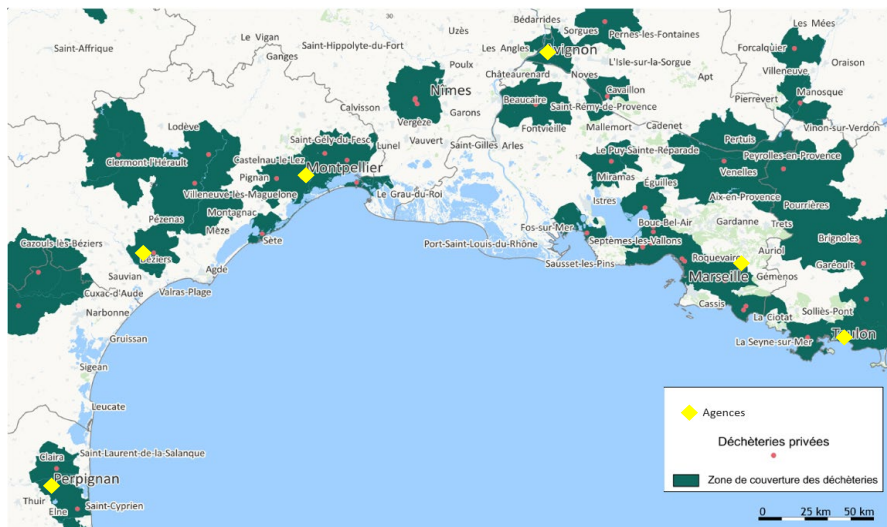 30
Bédarrides
Les Mées
Le Vigan
Uzès
Sorgues
Pernes-les-Fontaines
Saint-Affrique
Saint-Hippolyte-du-Fort
Les Angles
Avignon
Forcalquier
Ganges
Poulx
L'Isle-sur-la-Sorgue
Oraison
Châteaurenard
Noves
Villeneuve
Apt
Nîmes
Cavaillon
Pierrevert
Manosque
Beaucaire
Saint-Rémy-de-Provence
Calvisson
Garons
Lodève
Vergèze
Fontvieille
Mallemort
Cadenet
Vinon-sur-Verdon
Saint-Gély-du-Fesc
Lunel
Vauvert
Saint-Gilles
Arles
Pertuis
Clermont-l'Hérault
Castelnau-le-Lez
Le Puy-Sainte-Réparade
Peyrolles-en-Provence
Montpellier
Pignan
Miramas
Venelles
Éguilles
Villeneuve-lès-Maguelone
Le Grau-du-Roi
Istres
Aix-en-Provence
Pourrières
Montagnac
Pézenas
Fos-sur-Mer
Bouc-Bel-Air
Gardanne
Trets
Mèze
Sète
Port-Saint-Louis-du-Rhône
Septèmes-les-Vallons
Brignoles
Cazouls-lès-Béziers
Béziers
Auriol
Roquevaire
Sausset-les-Pins
Garéoult
Agde
Sauvian
Marseille
Gémenos
Cuxac-d'Aude
Valras-Plage
Narbonne
Cassis
Solliès-Pont
La Ciotat
Gruissan
La Seyne-sur-Mer
Toulon
Sigean
Leucate
Claira
Saint-Laurent-de-la-Salanque
Perpignan
Thuir
Elne
Saint-Cyprien
Agences
Déchèteries privées
Zone de couverture des déchèteries
0 25 km 50 km